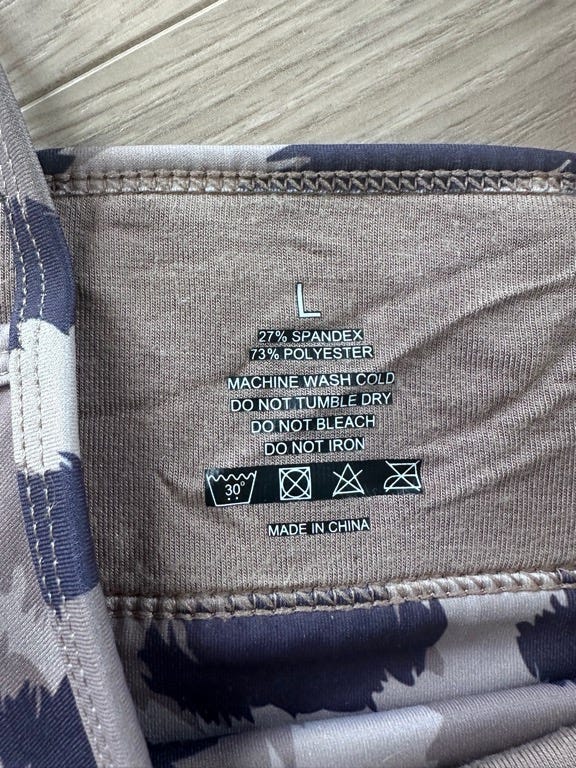 L
27% SPANDEX
73% POLYESTER
MACHINE WASH COLD
DO NOT TUMBLE DRY
DO NOT BLEACH
DO NOT IRON
30°
MADE IN CHINA